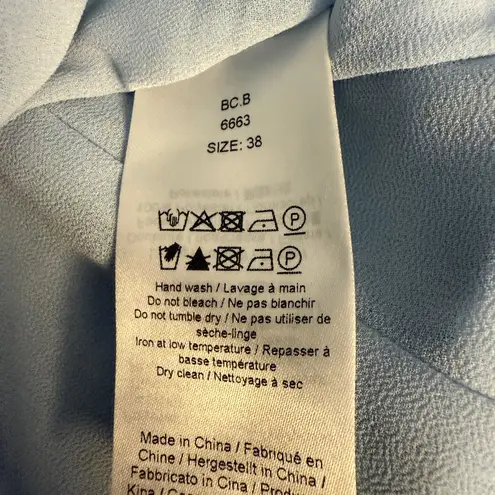 BC.B
6663
SIZE: 38
P
P
Hand wash / Lavage à main
Do not bleach / Ne pas blanchir
Do not tumble dry / Ne pas utiliser de
sèche-linge
Iron at low temperature / Repasser à
basse température
Dry clean / Nettoyage à sec
Made in China / Fabriqué en
Chine / Hergestellt in China /
Fabbricato in Cina / Produc
Kina /